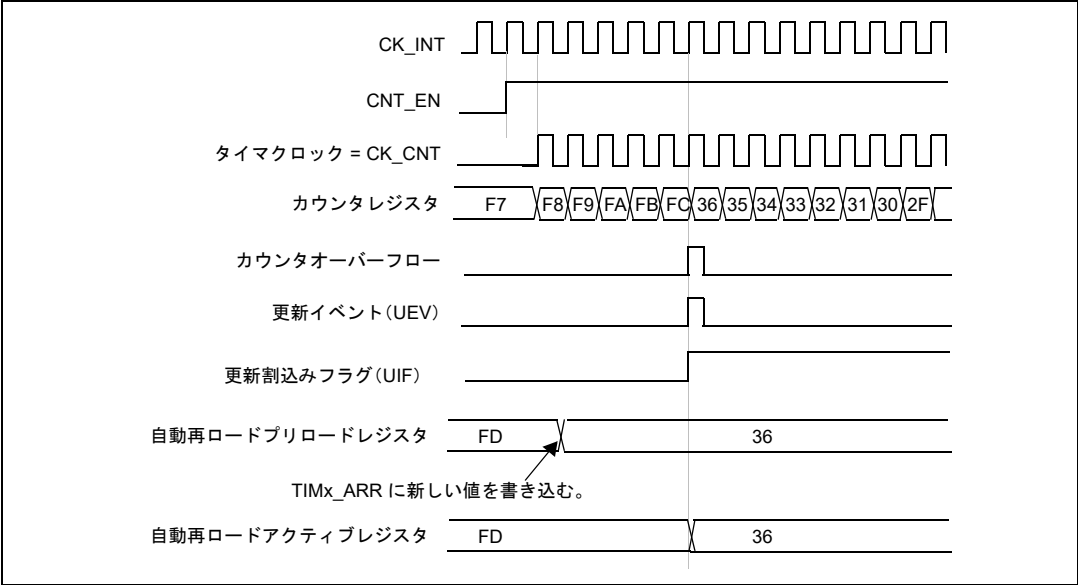 CK_INT
CNT_EN
タイマクロック = CK_CNT
カウンタレジスタ F7 F8 F9 FA FB FC 36 35 34 33 32 31 30 2F
カウンタオーバーフロー
更新イベント(UEV)
更新割込みフラグ(UIF)
自動再ロードプリロードレジスタ FD 36
TIMx_ARR に新しい値を書き込む。
自動再ロードアクティブレジスタ FD 36